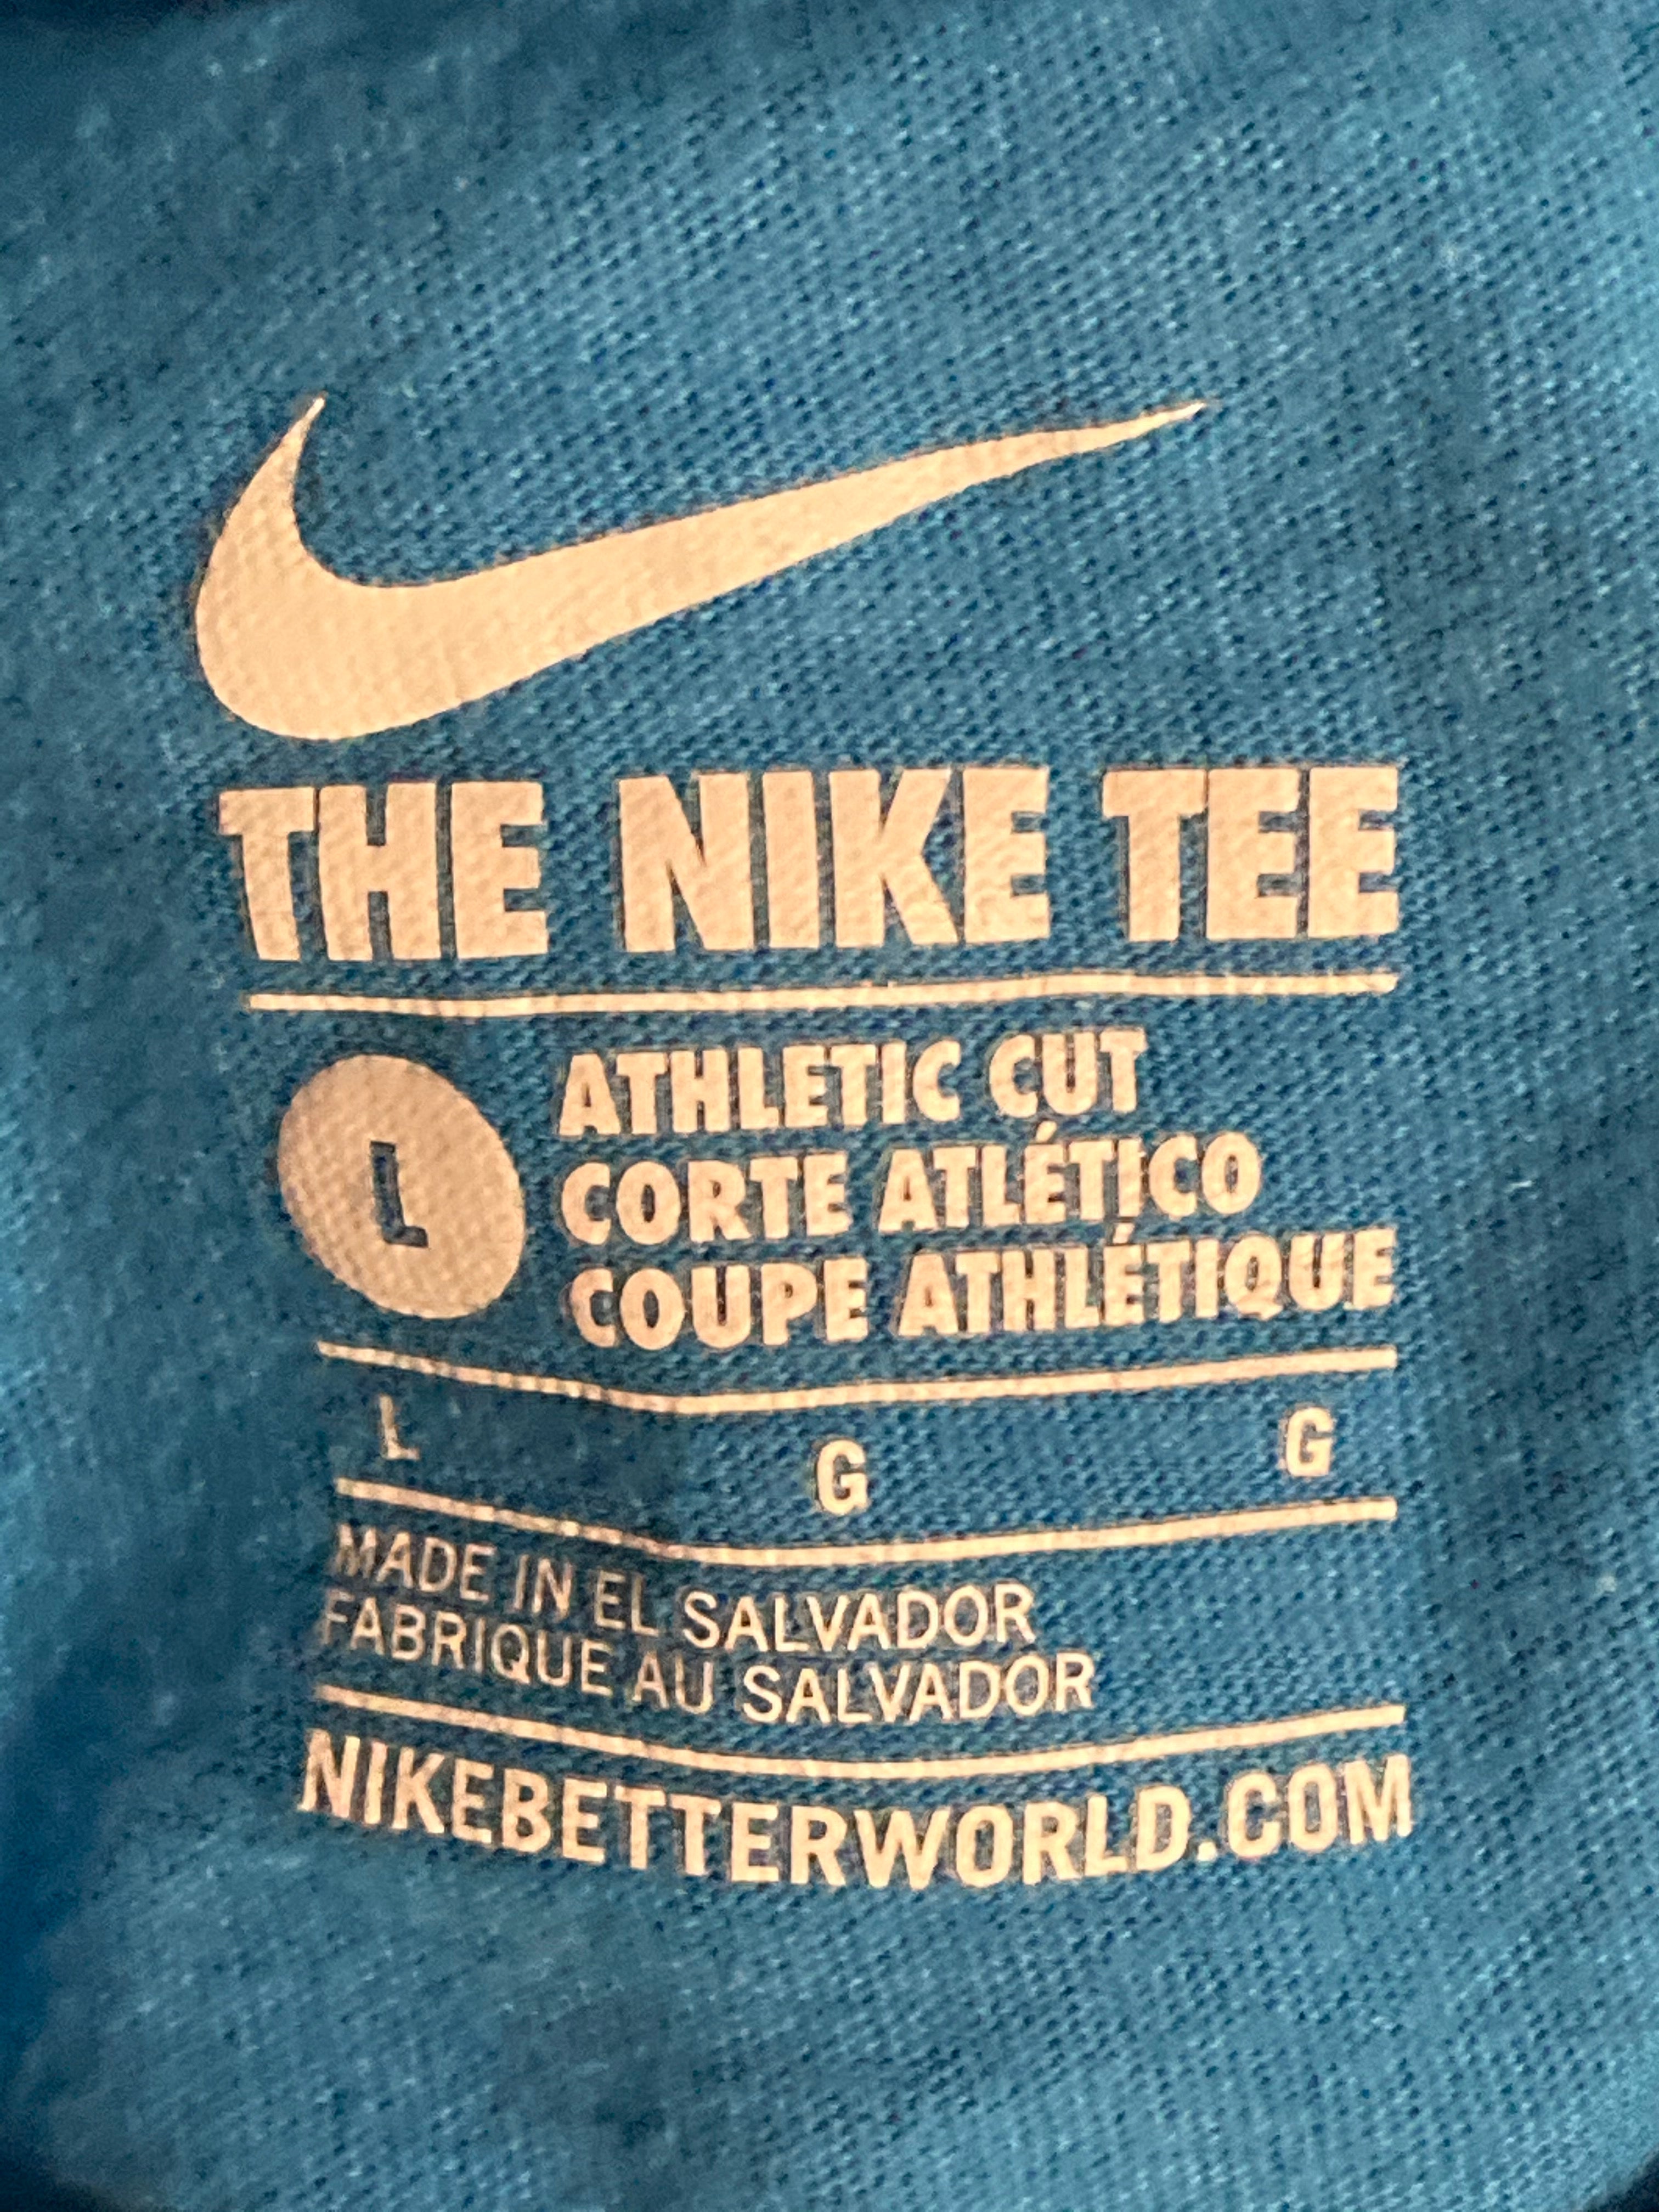 THE NIKE TEE
L
ATHLETIC CUT
CORTE ATLÉTICO
COUPE ATHLÉTIQUE
L G G
MADE IN EL SALVADOR
FABRIQUE AU SALVADOR
NIKEBETTERWORLD.COM